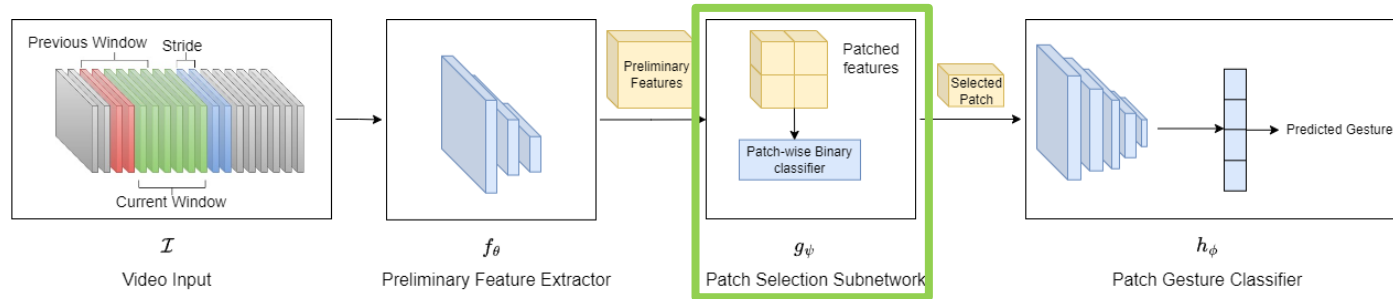 Previous Window
Stride
Current Window
𝓘
Video Input
f_θ
Preliminary Feature Extractor
Preliminary
Features
Patched
features
Patch-wise Binary
classifier
g_ψ
Patch Selection Subnetwork
Selected
Patch
Predicted Gesture
h_ϕ
Patch Gesture Classifier